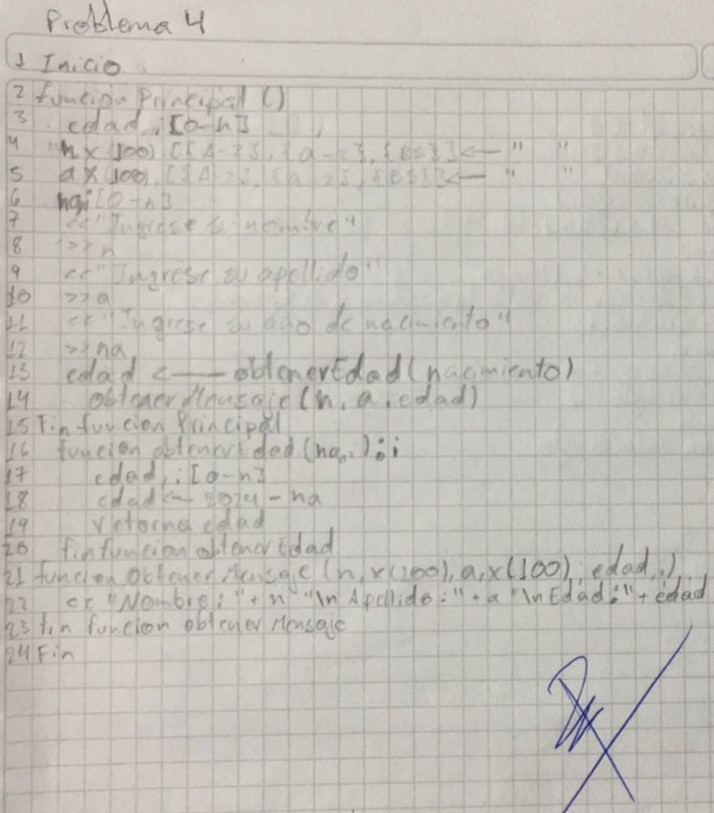 Problema 4
1 Inicio
2 funcion Principal ()
3 edad, i [0-n]
4 n x (100) [{A-Z}, {a-z}, {ES}] <— " "
5 a x (100) [{A-Z}, {a-z}, {ES}] <— " "
6 na i [0-n]
7 << "Ingrese su nombre"
8 >> n
9 << "Ingrese su apellido"
10 >> a
11 << "Ingrese su año de nacimiento"
12 >> na
13 edad <— obtenerEdad (nacimiento)
14 obtenerMensaje (n, a, edad)
15 Fin funcion Principal
16 funcion obtenerEdad (na,i) : i
17 edad, i [0-n]
18 edad <- 2024 - na
19 retorna edad
20 fin funcion obtenerEdad
21 funcion Obtener Mensaje (n, x(100), a, x(100), edad, i)
22 << "Nombre: " + n "\n Apellido: " + a "\n Edad: " + edad
23 fin funcion obtener Mensaje
24 Fin